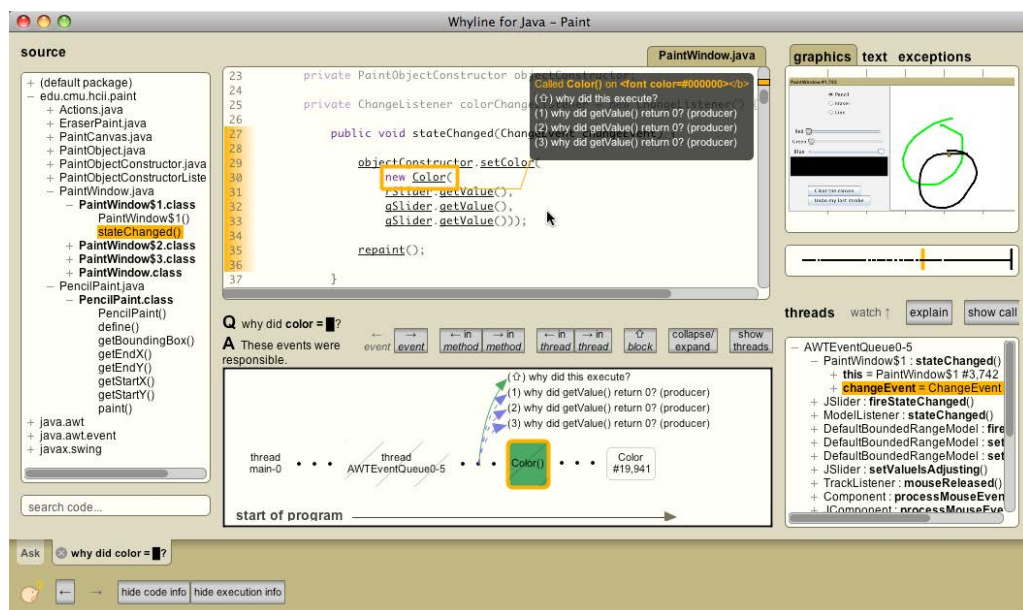 Whyline for Java – Paint
source
+ (default package)
– edu.cmu.hcii.paint
+ Actions.java
+ EraserPaint.java
+ PaintCanvas.java
+ PaintObject.java
+ PaintObjectConstructor.java
+ PaintObjectConstructorListe
– PaintWindow.java
– PaintWindow$1.class
PaintWindow$1()
stateChanged()
+ PaintWindow$2.class
+ PaintWindow$3.class
+ PaintWindow.class
– PencilPaint.java
– PencilPaint.class
PencilPaint()
define()
getBoundingBox()
getEndX()
getEndY()
getStartX()
getStartY()
paint()
+ java.awt
+ java.awt.event
+ javax.swing
search code...
PaintWindow.java
23 private PaintObjectConstructor objectConstructor;
24
25 private ChangeListener colorChangeListener = new ChangeListener() {
26
27 public void stateChanged(ChangeEvent changeEvent) {
28
29 objectConstructor.setColor(
30 new Color(
31 rSlider.getValue(),
32 gSlider.getValue(),
33 gSlider.getValue()));
34
35 repaint();
36
37 }
Called Color() on <font color=#000000></b>
(⇧) why did this execute?
(1) why did getValue() return 0? (producer)
(2) why did getValue() return 0? (producer)
(3) why did getValue() return 0? (producer)
Q why did color = ■?
A These events were
responsible.
← event
→ event
← in method
→ in method
← in thread
→ in thread
⇧ block
collapse/ expand
show threads
(⇧) why did this execute?
(1) why did getValue() return 0? (producer)
(2) why did getValue() return 0? (producer)
(3) why did getValue() return 0? (producer)
thread main-0
thread AWTEventQueue0-5
Color()
Color #19,941
start of program
graphics text exceptions
Pencil
Eraser
Line
Red
Green
Blue
Clear the canvas
Undo my last stroke
threads watch ↑ explain show call
– AWTEventQueue0-5
– PaintWindow$1 : stateChanged()
+ this = PaintWindow$1 #3,742
+ changeEvent = ChangeEvent
+ JSlider : fireStateChanged()
+ ModelListener : stateChanged()
+ DefaultBoundedRangeModel : fire
+ DefaultBoundedRangeModel : set
+ DefaultBoundedRangeModel : set
+ JSlider : setValueIsAdjusting()
+ TrackListener : mouseReleased()
+ Component : processMouseEven
+ JComponent : processMouseEve
Ask
why did color = ■?
← → hide code info hide execution info